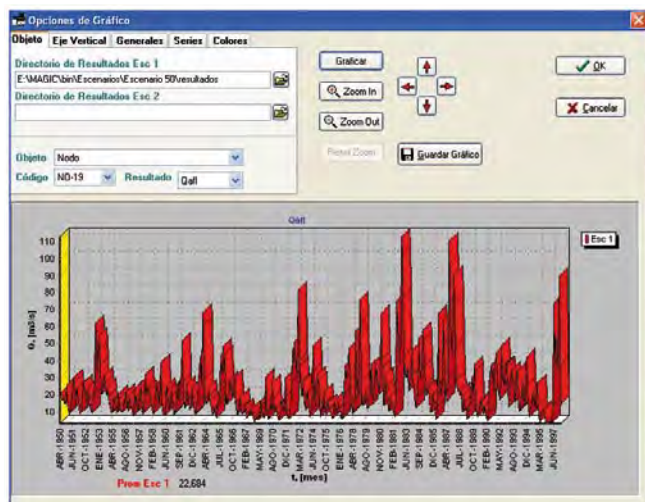 Opciones de Gráfico
Objeto Eje Vertical Generales Series Colores
Directorio de Resultados Esc 1
E:\MAGIC\bin\Escenarios\Escenario 50\resultados
Directorio de Resultados Esc 2
Objeto Nodo
Código NO-19 Resultado Qafl
Graficar
Zoom In
Zoom Out
Reset Zoom
Guardar Gráfico
OK
Cancelar
Qafl
Esc 1
Q, [m3/s]
110
100
90
80
70
60
50
40
30
20
10
ABR-1950
JUN-1951
OCT-1952
ENE-1953
ABR-1955
AGO-1956
NOV-1957
FEB-1958
JUN-1960
SEP-1961
DIC-1962
ABR-1964
JUL-1965
OCT-1966
FEB-1967
MAY-1969
AGO-1970
DIC-1971
MAR-1972
JUN-1974
OCT-1975
ENE-1976
ABR-1978
AGO-1979
NOV-1980
FEB-1981
JUN-1983
SEP-1984
DIC-1985
ABR-1986
JUL-1988
OCT-1989
FEB-1990
MAY-1992
AGO-1993
DIC-1994
MAR-1995
JUN-1997
t, [mes]
Prom Esc 1 22,684